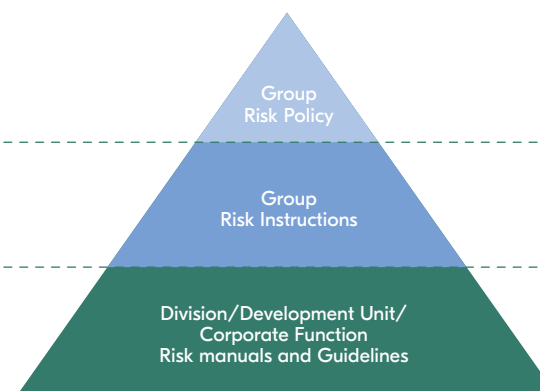 Group
Risk Policy
Group
Risk Instructions
Division/Development Unit/
Corporate Function
Risk manuals and Guidelines